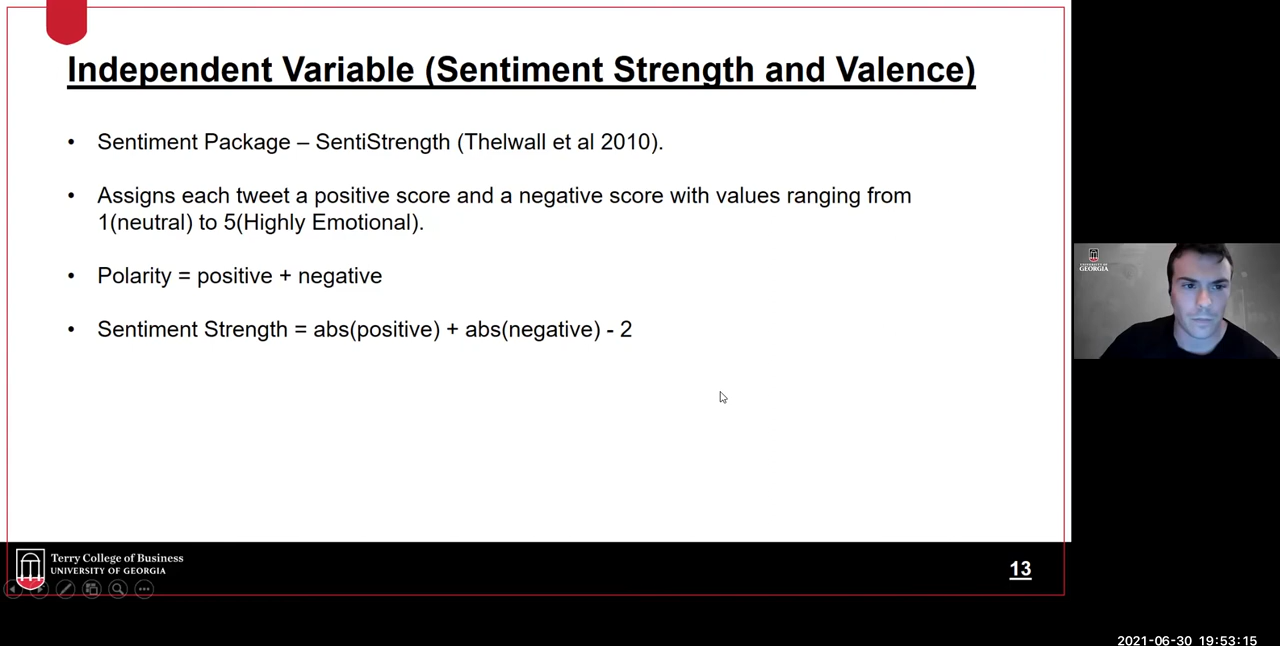 Independent Variable (Sentiment Strength and Valence)
• Sentiment Package – SentiStrength (Thelwall et al 2010).
• Assigns each tweet a positive score and a negative score with values ranging from
1(neutral) to 5(Highly Emotional).
• Polarity = positive + negative
• Sentiment Strength = abs(positive) + abs(negative) - 2
GEORGIA
Terry College of Business
UNIVERSITY OF GEORGIA
13
2021-06-30 19:53:15